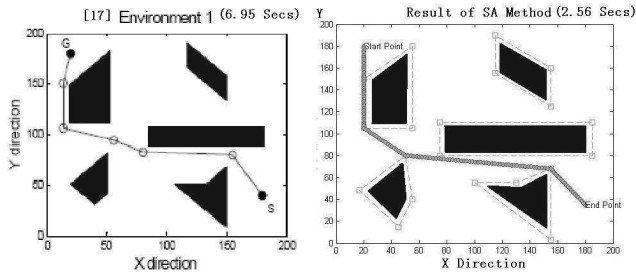 [17] Environment 1 (6.95 Secs)
200
150
100
50
0
0 50 100 150 200
Y direction
X direction
G
S
Y Result of SA Method (2.56 Secs)
200
180
160
140
120
100
80
60
40
20
0
0 20 40 60 80 100 120 140 160 180 200
X Direction
Start Point
End Point